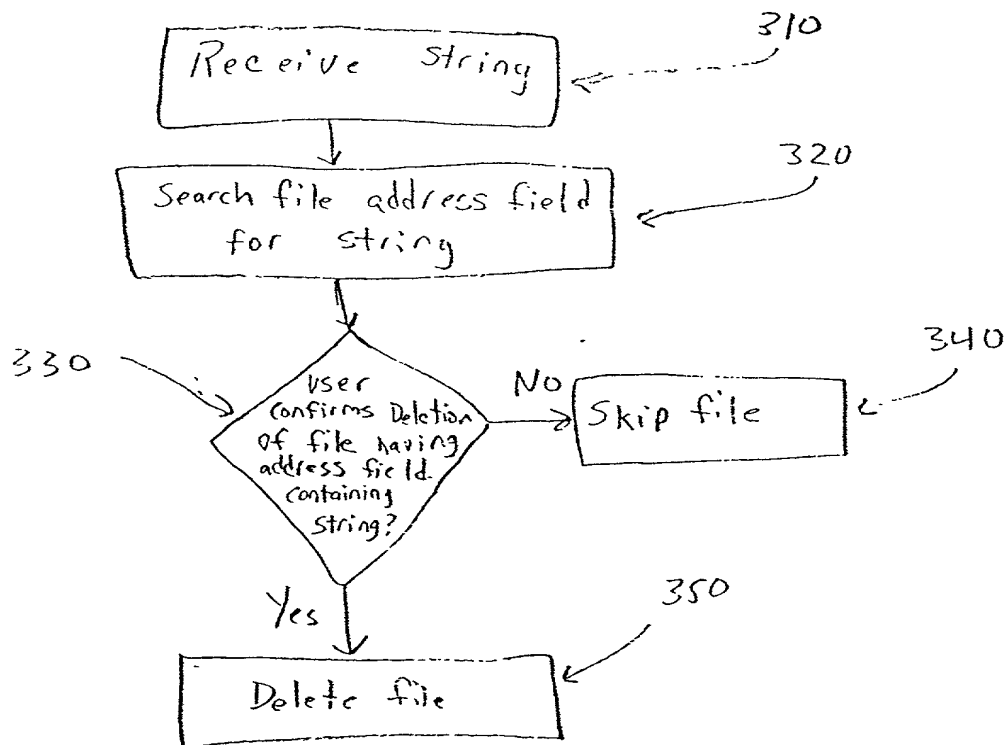 310
Receive String
320
Search file address field
for string
330
User
confirms Deletion
of file having
address field.
containing
string?
No
340
Skip file
Yes
350
Delete file